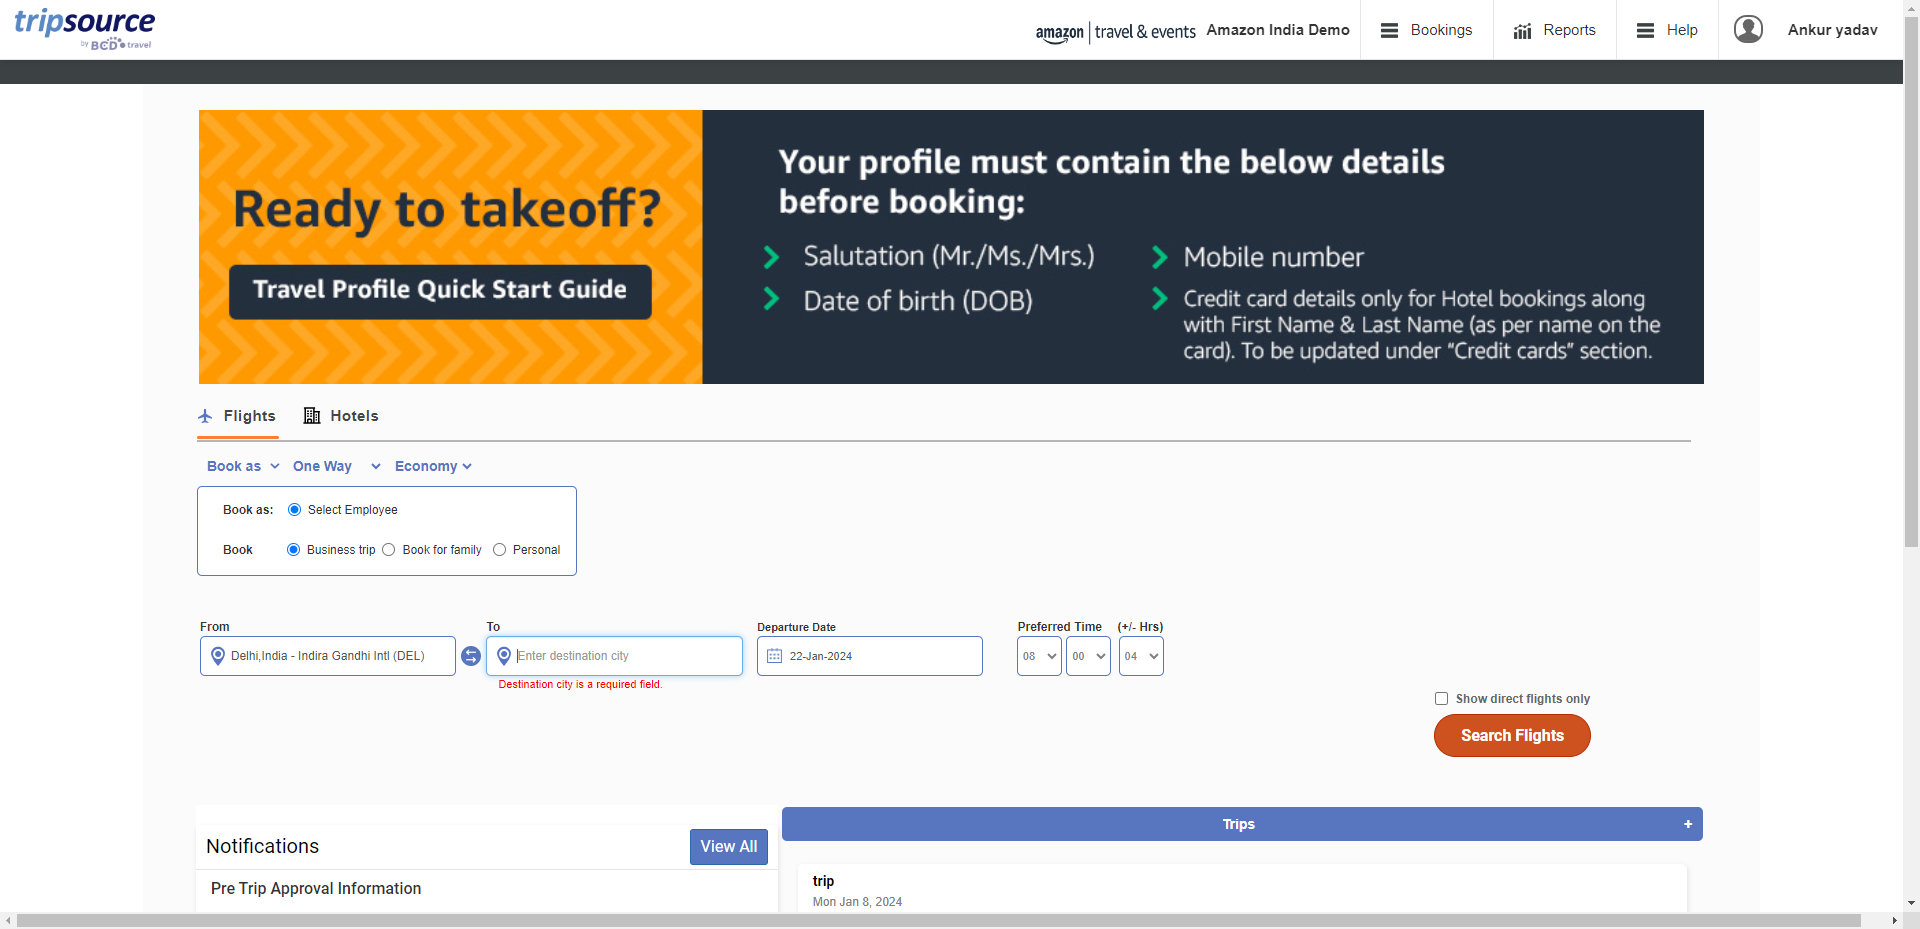 tripsource
by BCD travel
amazon | travel & events
Amazon India Demo
Bookings
Reports
Help
Ankur yadav
Ready to takeoff?
Travel Profile Quick Start Guide
Your profile must contain the below details
before booking:
Salutation (Mr./Ms./Mrs.)
Date of birth (DOB)
Mobile number
Credit card details only for Hotel bookings along
with First Name & Last Name (as per name on the
card). To be updated under “Credit cards” section.
Flights
Hotels
Book as
One Way
Economy
Book as: Select Employee
Book Business trip Book for family Personal
From
Delhi,India - Indira Gandhi Intl (DEL)
To
Enter destination city
Destination city is a required field.
Departure Date
22-Jan-2024
Preferred Time (+/- Hrs)
08 00 04
Show direct flights only
Search Flights
Notifications
View All
Pre Trip Approval Information
Trips +
trip
Mon Jan 8, 2024